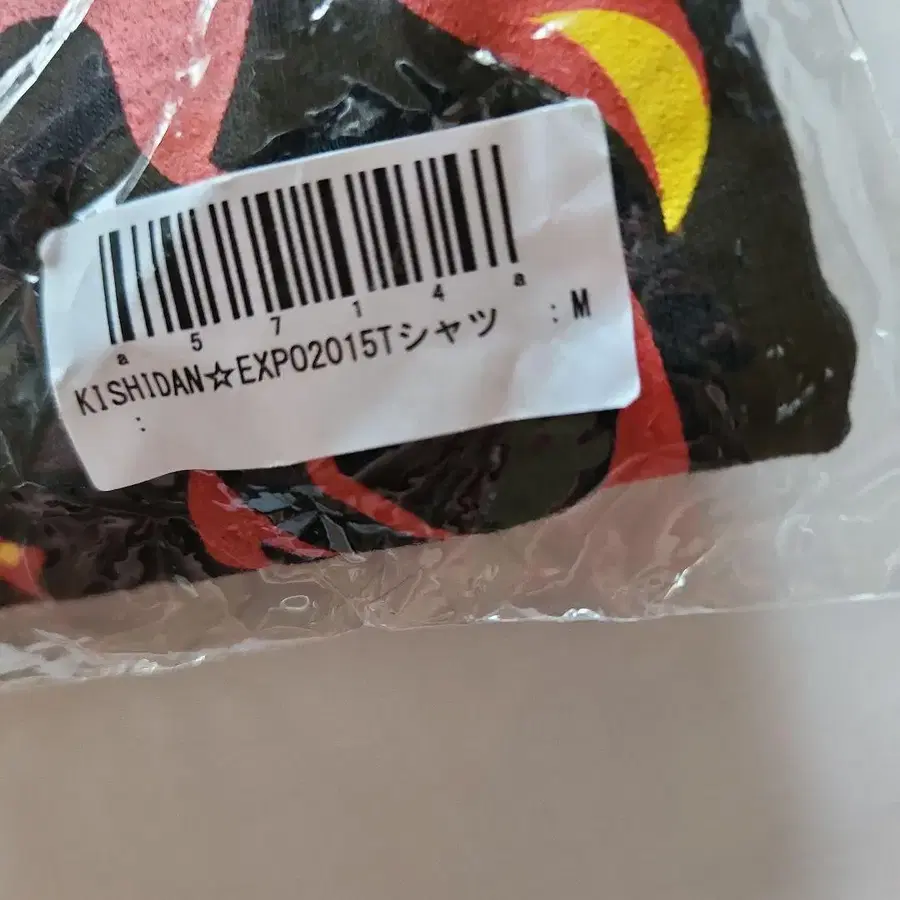 a 5 7 1 4 a
KISHIDAN☆EXPO2015Tシャツ :M
: